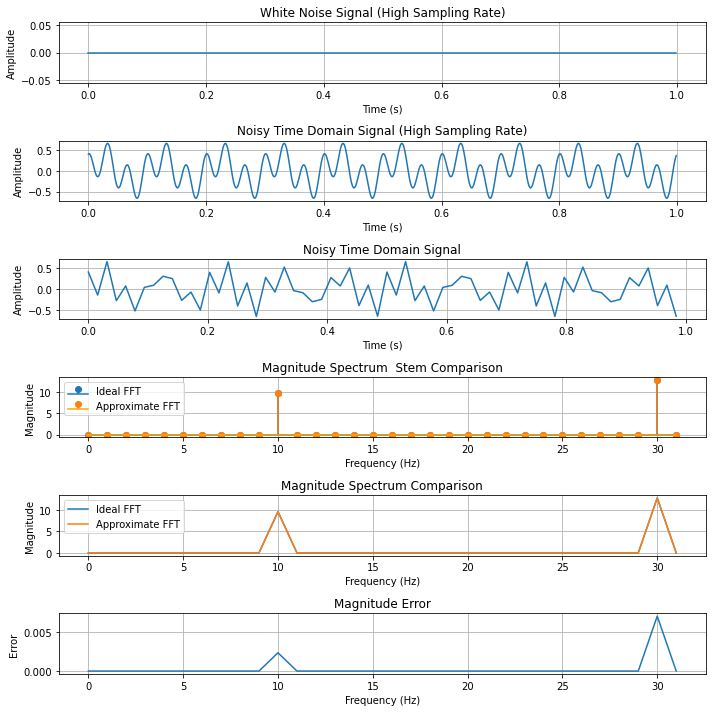 White Noise Signal (High Sampling Rate)
Amplitude
0.05
0.00
−0.05
0.0 0.2 0.4 0.6 0.8 1.0
Time (s)
Noisy Time Domain Signal (High Sampling Rate)
Amplitude
0.5
0.0
−0.5
0.0 0.2 0.4 0.6 0.8 1.0
Time (s)
Noisy Time Domain Signal
Amplitude
0.5
0.0
−0.5
0.0 0.2 0.4 0.6 0.8 1.0
Time (s)
Magnitude Spectrum  Stem Comparison
Magnitude
10
5
0
Ideal FFT
Approximate FFT
0 5 10 15 20 25 30
Frequency (Hz)
Magnitude Spectrum Comparison
Magnitude
10
5
0
Ideal FFT
Approximate FFT
0 5 10 15 20 25 30
Frequency (Hz)
Magnitude Error
Error
0.005
0.000
0 5 10 15 20 25 30
Frequency (Hz)